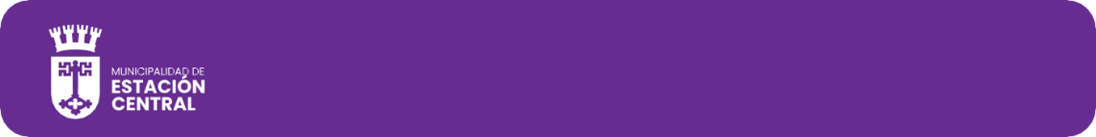 MUNICIPALIDAD DE
ESTACIÓN
CENTRAL